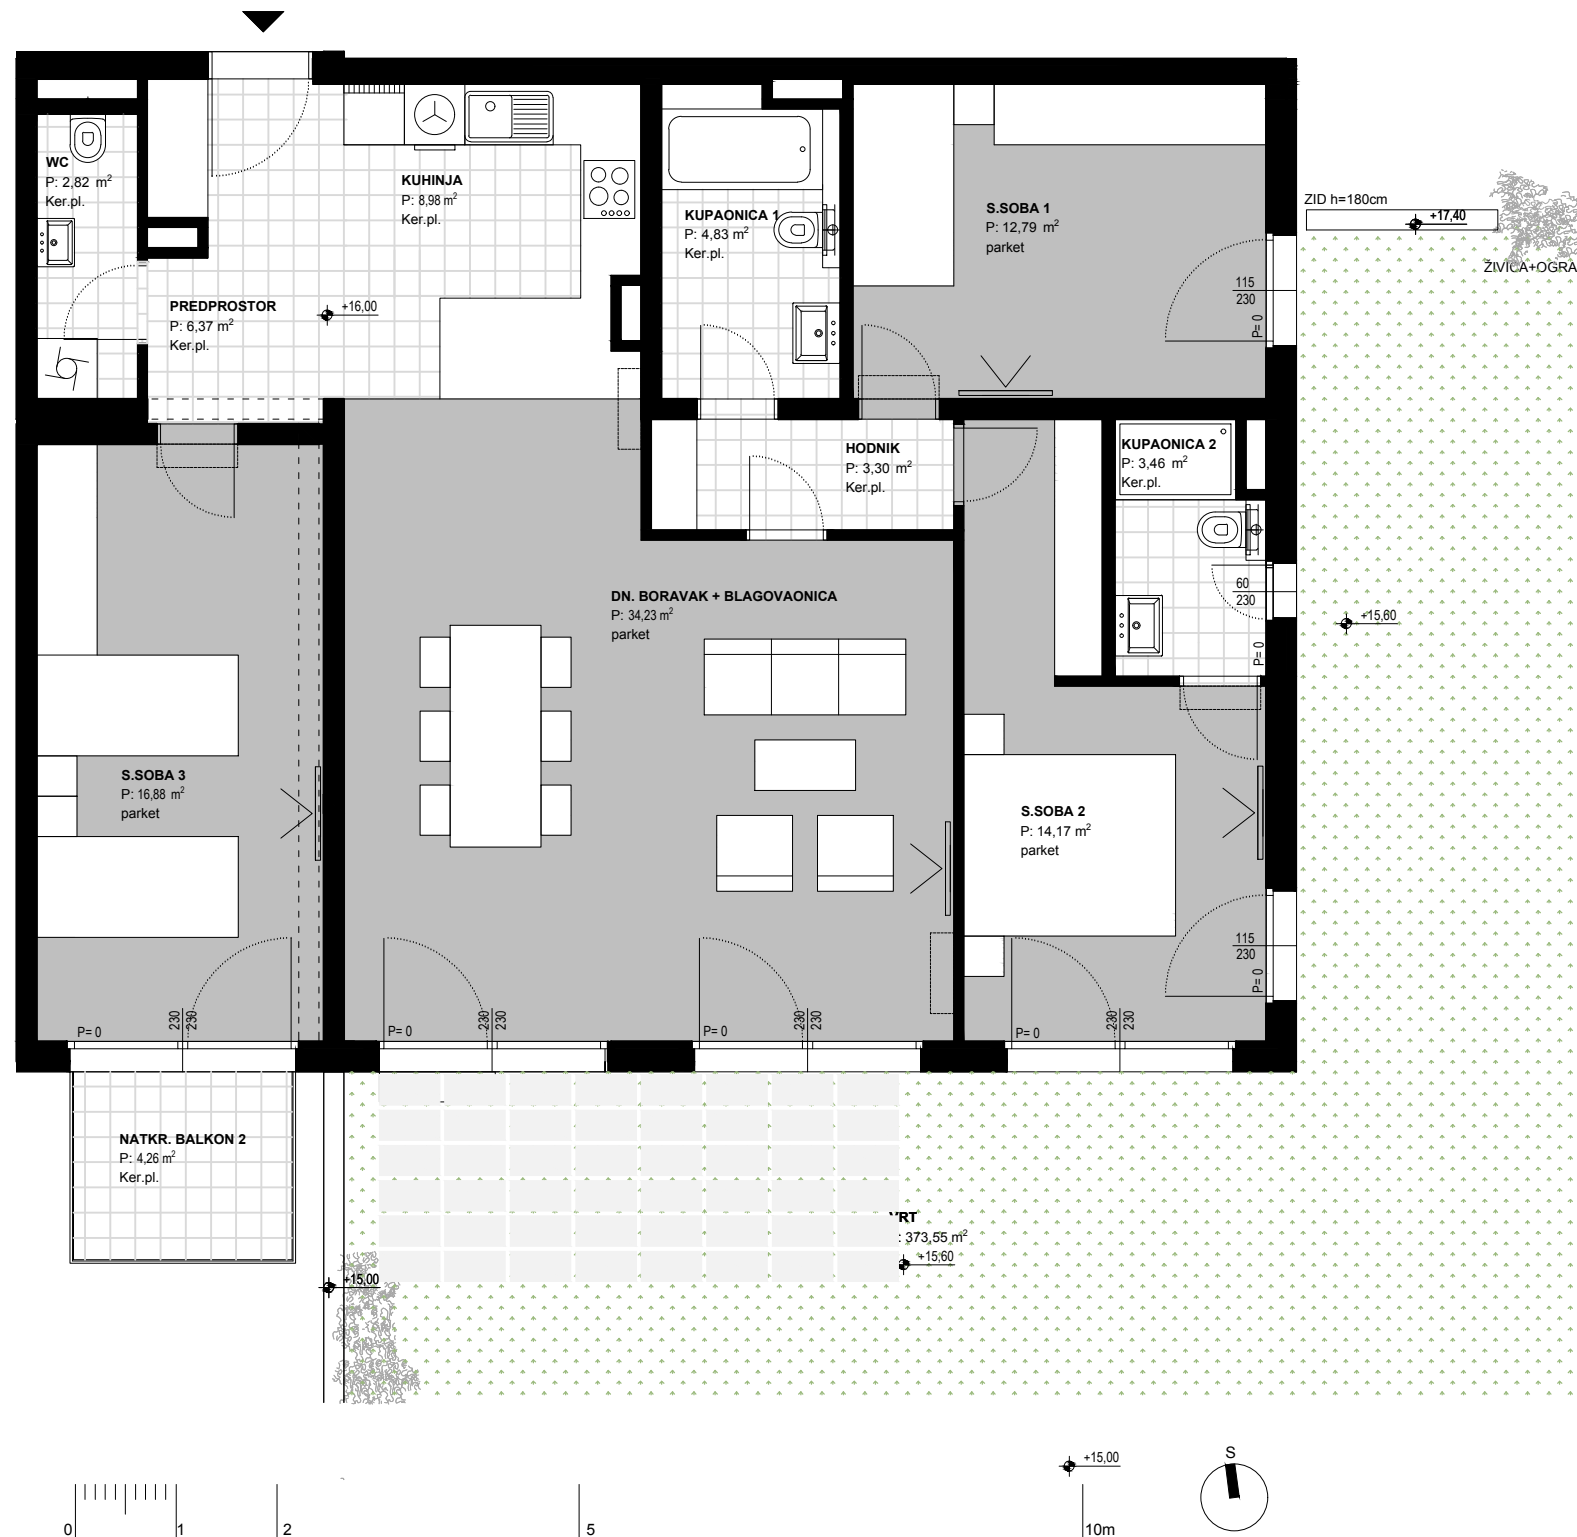 WC
P: 2,82 m²
Ker.pl.
KUHINJA
P: 8,98 m²
Ker.pl.
PREDPROSTOR
P: 6,37 m²
Ker.pl.
+16,00
KUPAONICA 1
P: 4,83 m²
Ker.pl.
S.SOBA 1
P: 12,79 m²
parket
115
230
P= 0
ZID h=180cm
+17,40
ŽIVICA+OGRA
HODNIK
P: 3,30 m²
Ker.pl.
KUPAONICA 2
P: 3,46 m²
Ker.pl.
60
230
P= 0
+15,60
DN. BORAVAK + BLAGOVAONICA
P: 34,23 m²
parket
S.SOBA 3
P: 16,88 m²
parket
S.SOBA 2
P: 14,17 m²
parket
115
230
P= 0
P= 0
230
230
P= 0
230
230
P= 0
230
230
P= 0
230
230
NATKR. BALKON 2
P: 4,26 m²
Ker.pl.
VRT
: 373,55 m²
+15,60
+15,00
+15,00
S
0
1
2
5
10m